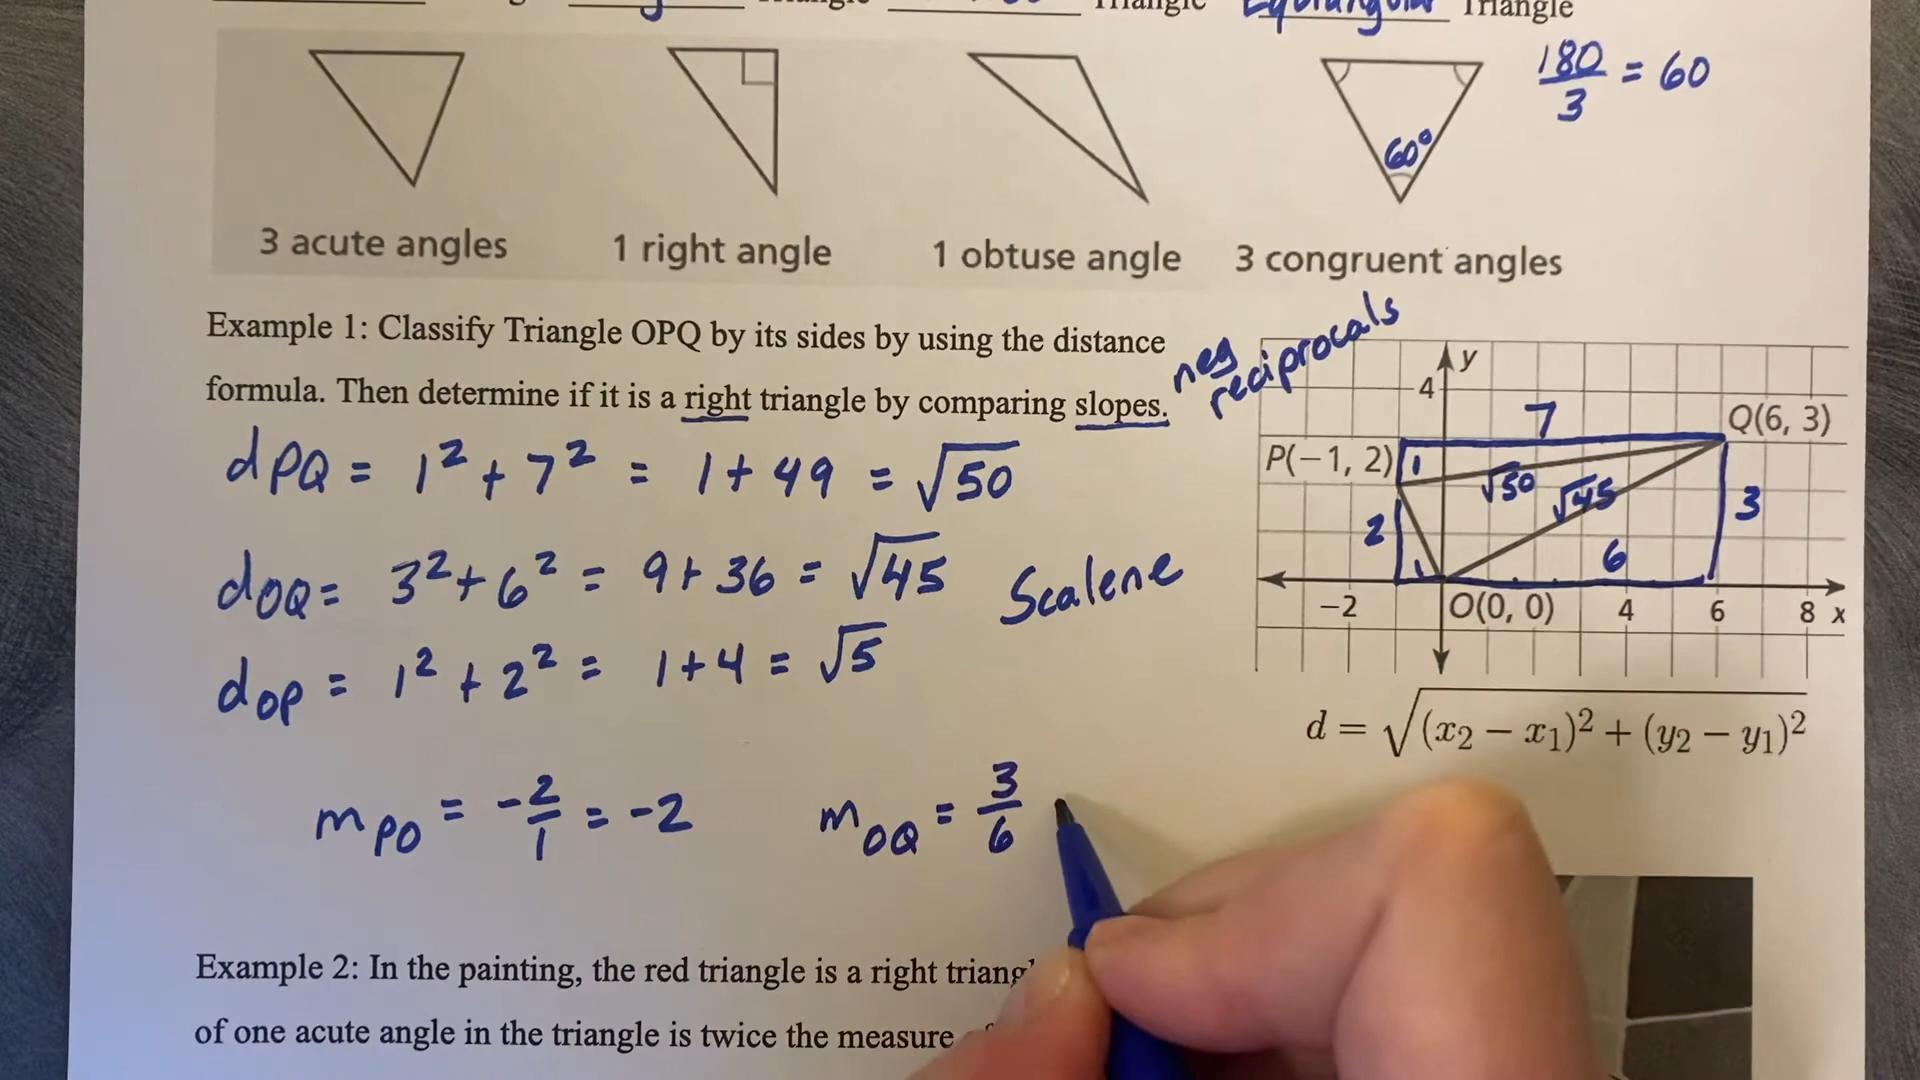 Triangle
Equiangular Triangle
180/3 = 60
60°
3 acute angles
1 right angle
1 obtuse angle
3 congruent angles
Example 1: Classify Triangle OPQ by its sides by using the distance
formula. Then determine if it is a right triangle by comparing slopes.
neg
reciprocals
dPQ = 1² + 7² = 1 + 49 = √50
dOQ = 3² + 6² = 9 + 36 = √45
Scalene
dOP = 1² + 2² = 1 + 4 = √5
mPO = -2/1 = -2
mOQ = 3/6
y
4
7
Q(6, 3)
P(−1, 2)
1
√50
√45
2
3
1
6
−2
O(0, 0)
4
6
8
x
d = √(x₂ − x₁)² + (y₂ − y₁)²
Example 2: In the painting, the red triangle is a right
of one acute angle in the triangle is twice the measure